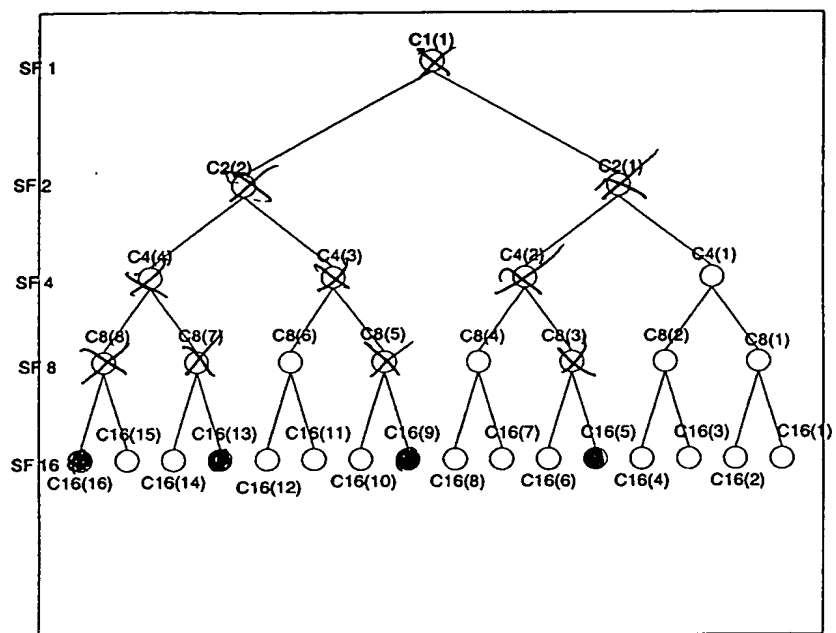 C1(1)
SF 1
C2(2) C2(1)
SF 2
C4(4) C4(3) C4(2) C4(1)
SF 4
C8(8) C8(7) C8(6) C8(5) C8(4) C8(3) C8(2) C8(1)
SF 8
C16(15) C16(13) C16(11) C16(9) C16(7) C16(5) C16(3) C16(1)
SF 16
C16(16) C16(14) C16(12) C16(10) C16(8) C16(6) C16(4) C16(2)